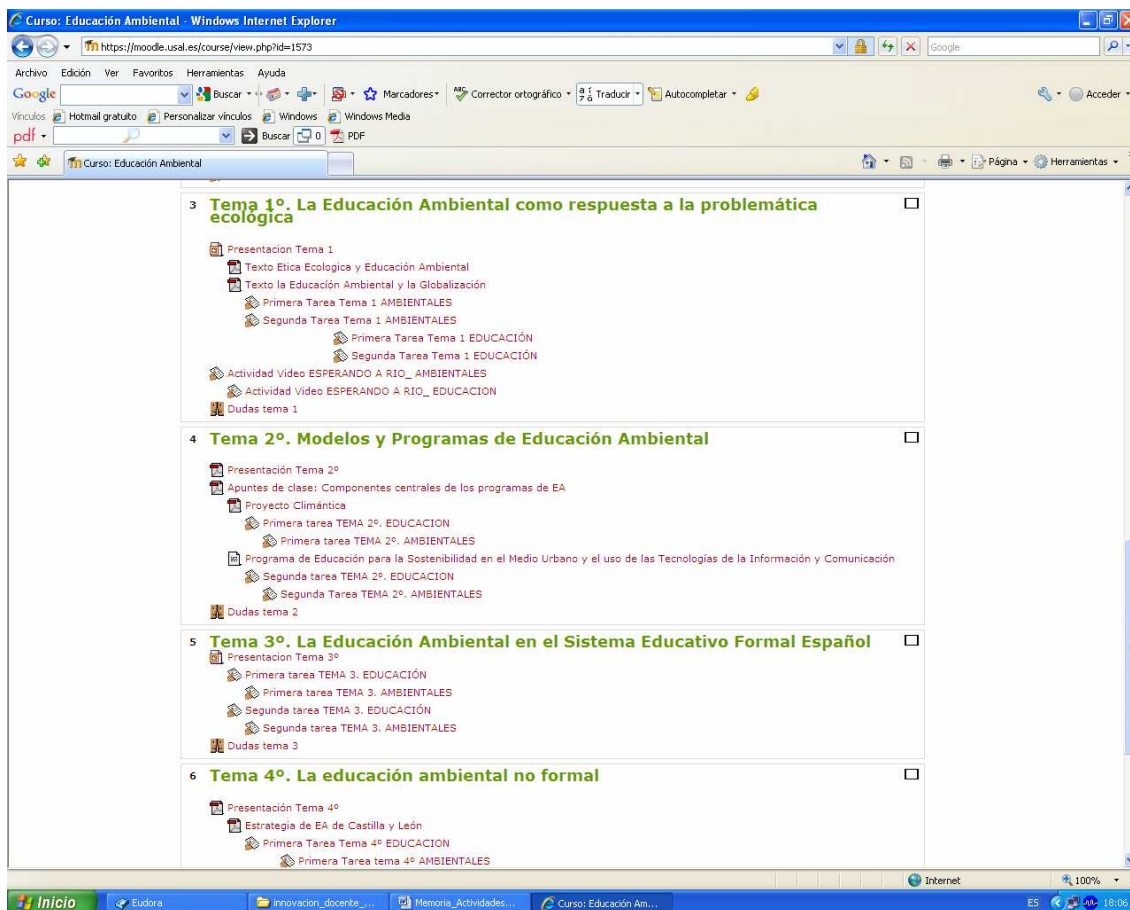 Curso: Educación Ambiental - Windows Internet Explorer
https://moodle.usal.es/course/view.php?id=1573
Google
Archivo Edición Ver Favoritos Herramientas Ayuda
Google Buscar Marcadores Corrector ortográfico Traducir Autocompletar Acceder
Vínculos Hotmail gratuito Personalizar vínculos Windows Windows Media
pdf Buscar 0 PDF
Curso: Educación Ambiental Página Herramientas
3 Tema 1º. La Educación Ambiental como respuesta a la problemática
ecológica
Presentacion Tema 1
Texto Etica Ecologica y Educación Ambiental
Texto la Educación Ambiental y la Globalización
Primera Tarea Tema 1 AMBIENTALES
Segunda Tarea Tema 1 AMBIENTALES
Primera Tarea Tema 1 EDUCACIÓN
Segunda Tarea Tema 1 EDUCACIÓN
Actividad Video ESPERANDO A RIO_ AMBIENTALES
Actividad Video ESPERANDO A RIO_ EDUCACION
Dudas tema 1
4 Tema 2º. Modelos y Programas de Educación Ambiental
Presentación Tema 2º
Apuntes de clase: Componentes centrales de los programas de EA
Proyecto Climántica
Primera tarea TEMA 2º. EDUCACION
Primera tarea TEMA 2º. AMBIENTALES
Programa de Educación para la Sostenibilidad en el Medio Urbano y el uso de las Tecnologías de la Información y Comunicación
Segunda tarea TEMA 2º. EDUCACION
Segunda Tarea TEMA 2º. AMBIENTALES
Dudas tema 2
5 Tema 3º. La Educación Ambiental en el Sistema Educativo Formal Español
Presentacion Tema 3º
Primera tarea TEMA 3. EDUCACIÓN
Primera tarea TEMA 3. AMBIENTALES
Segunda tarea TEMA 3. EDUCACIÓN
Segunda tarea TEMA 3. AMBIENTALES
Dudas tema 3
6 Tema 4º. La educación ambiental no formal
Presentación Tema 4º
Estrategia de EA de Castilla y León
Primera Tarea Tema 4º EDUCACION
Primera Tarea tema 4º AMBIENTALES
Internet 100%
Inicio Eudora innovacion_docente_... Memoria_Actividades... Curso: Educación Am... ES 18:06